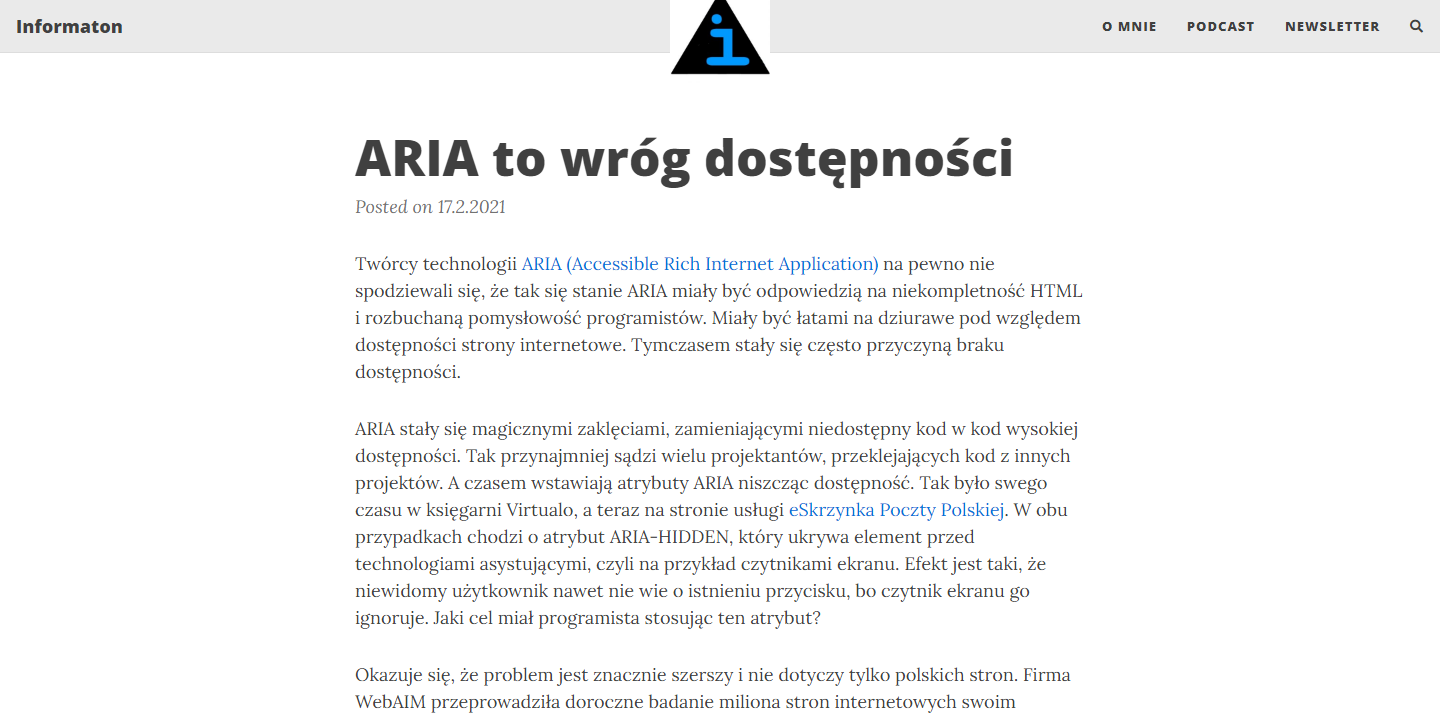 Informaton
i
O MNIE
PODCAST
NEWSLETTER
ARIA to wróg dostępności
Posted on 17.2.2021
Twórcy technologii ARIA (Accessible Rich Internet Application) na pewno nie
spodziewali się, że tak się stanie ARIA miały być odpowiedzią na niekompletność HTML
i rozbuchaną pomysłowość programistów. Miały być łatami na dziurawe pod względem
dostępności strony internetowe. Tymczasem stały się często przyczyną braku
dostępności.
ARIA stały się magicznymi zaklęciami, zamieniającymi niedostępny kod w kod wysokiej
dostępności. Tak przynajmniej sądzi wielu projektantów, przeklejających kod z innych
projektów. A czasem wstawiają atrybuty ARIA niszcząc dostępność. Tak było swego
czasu w księgarni Virtualo, a teraz na stronie usługi eSkrzynka Poczty Polskiej. W obu
przypadkach chodzi o atrybut ARIA-HIDDEN, który ukrywa element przed
technologiami asystującymi, czyli na przykład czytnikami ekranu. Efekt jest taki, że
niewidomy użytkownik nawet nie wie o istnieniu przycisku, bo czytnik ekranu go
ignoruje. Jaki cel miał programista stosując ten atrybut?
Okazuje się, że problem jest znacznie szerszy i nie dotyczy tylko polskich stron. Firma
WebAIM przeprowadziła doroczne badanie miliona stron internetowych swoim